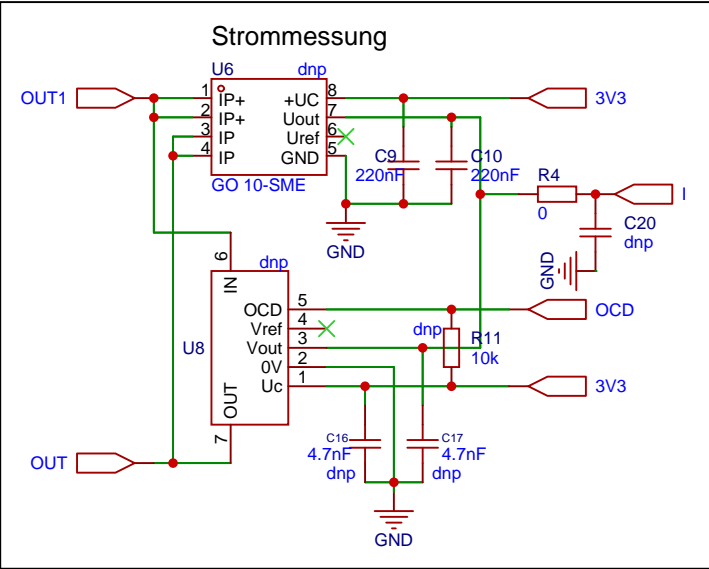 Strommessung
U6
dnp
OUT1
1
IP+
+UC
8
3V3
2
IP+
Uout
7
3
IP
Uref
6
4
IP
GND
5
GO 10-SME
C9
220nF
C10
220nF
R4
0
I
C20
dnp
GND
GND
6
dnp
IN
U8
OCD
5
OCD
Vref
4
Vout
3
0V
2
Uc
1
dnp
R11
10k
3V3
OUT
7
OUT
C16
4.7nF
dnp
C17
4.7nF
dnp
GND